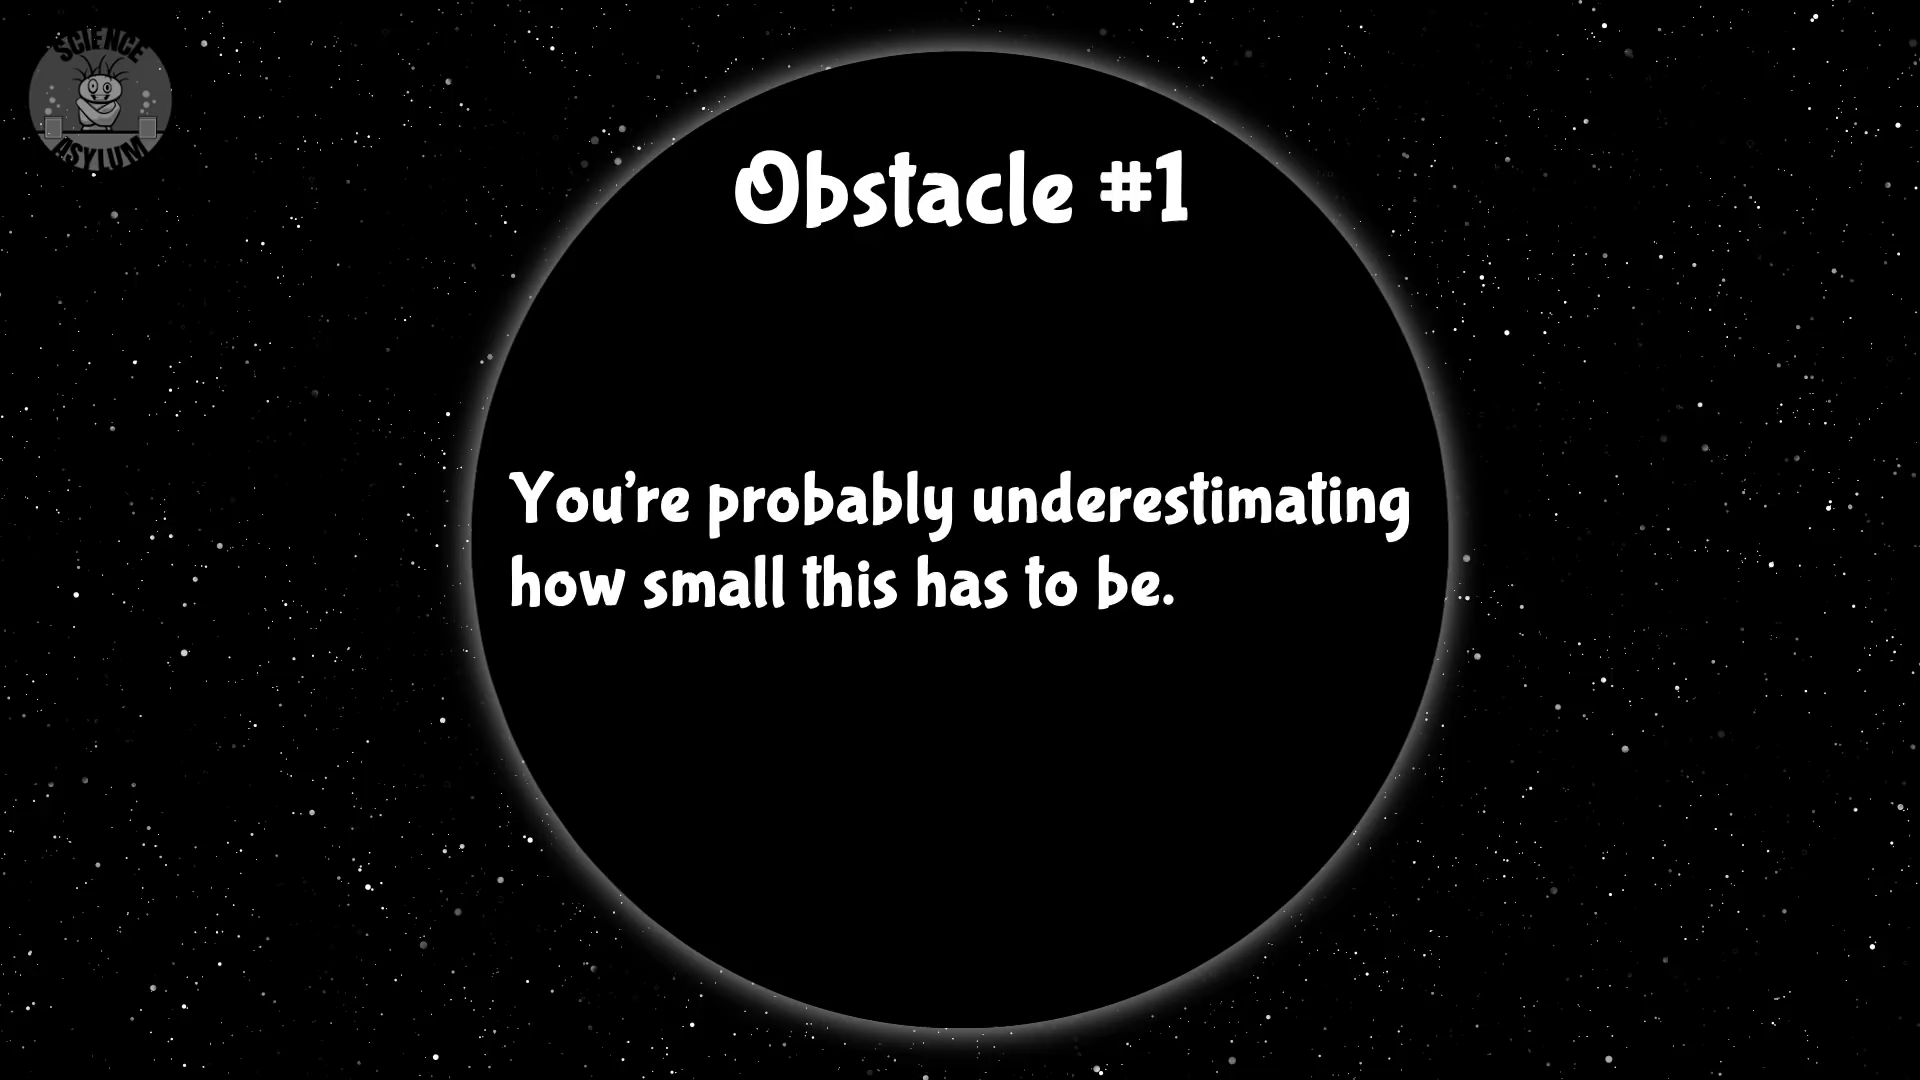 SCIENCE
ASYLUM
Obstacle #1
You're probably underestimating
how small this has to be.